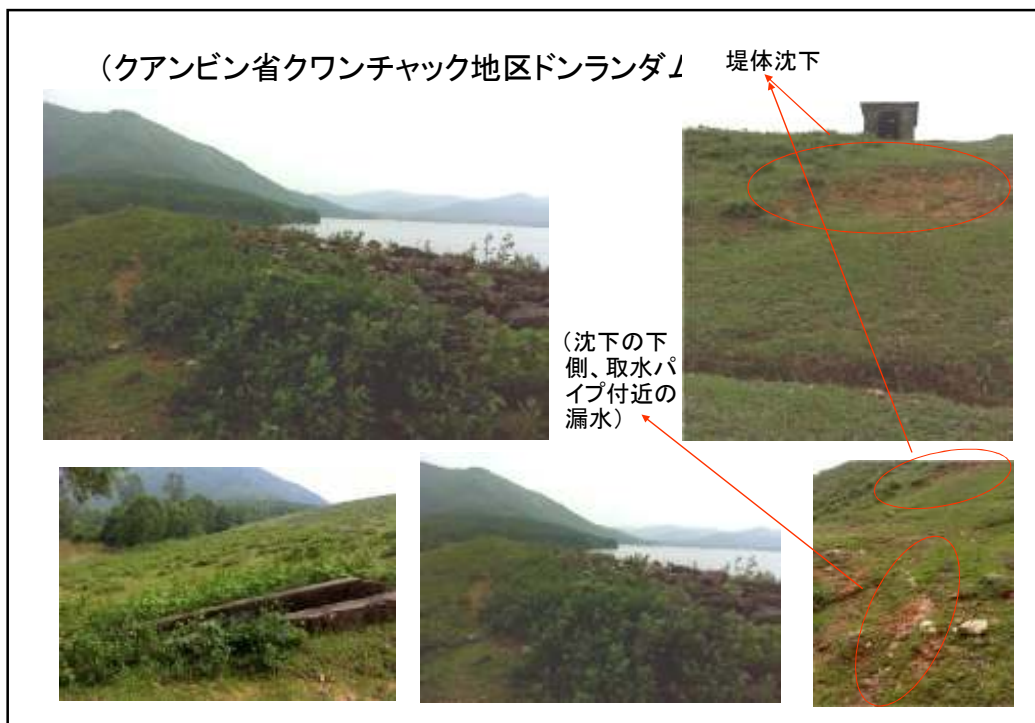 （クアンビン省クワンチャック地区ドンランダム
堤体沈下
（沈下の下
側、取水パ
イプ付近の
漏水）